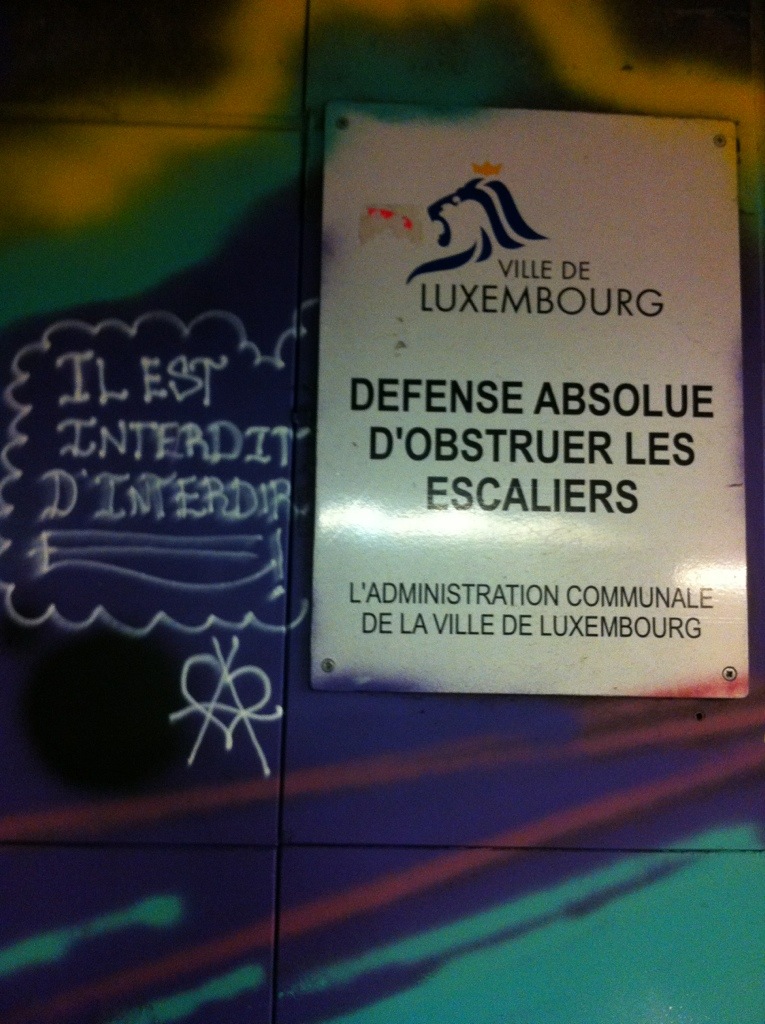 IL EST
INTERDIT
D'INTERDIR
VILLE DE
LUXEMBOURG
DEFENSE ABSOLUE
D'OBSTRUER LES
ESCALIERS
L'ADMINISTRATION COMMUNALE
DE LA VILLE DE LUXEMBOURG